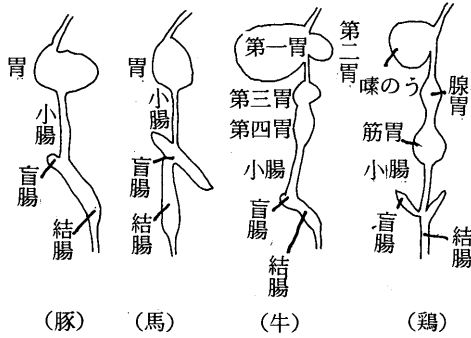 胃
小腸
盲腸
結腸
(豚)
胃
小腸
盲腸
結腸
(馬)
第一胃
第二胃
第三胃
第四胃
小腸
盲腸
結腸
(牛)
嗉のう
腺胃
筋胃
小腸
盲腸
結腸
(鶏)